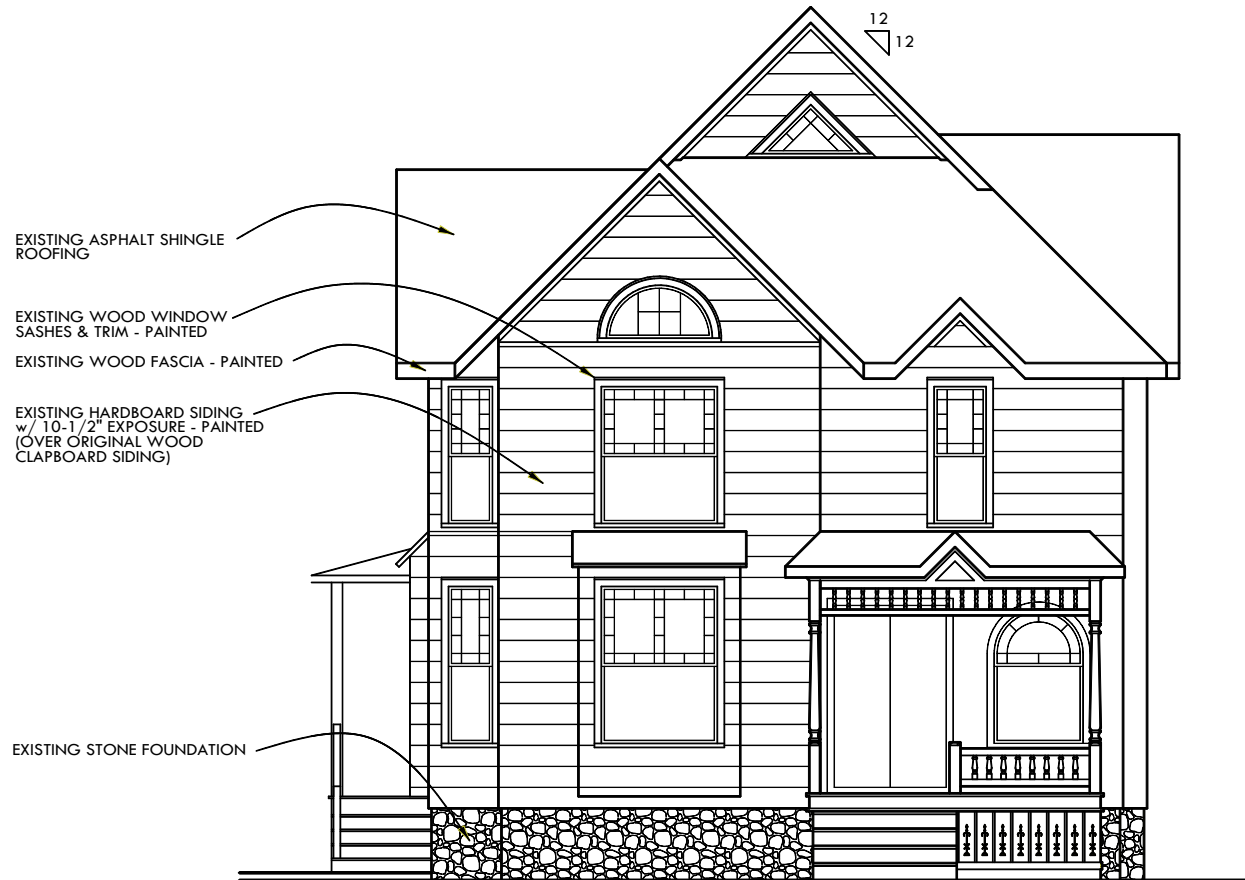 12
12
EXISTING ASPHALT SHINGLE
ROOFING
EXISTING WOOD WINDOW
SASHES & TRIM - PAINTED
EXISTING WOOD FASCIA - PAINTED
EXISTING HARDBOARD SIDING
w/ 10-1/2" EXPOSURE - PAINTED
(OVER ORIGINAL WOOD
CLAPBOARD SIDING)
EXISTING STONE FOUNDATION